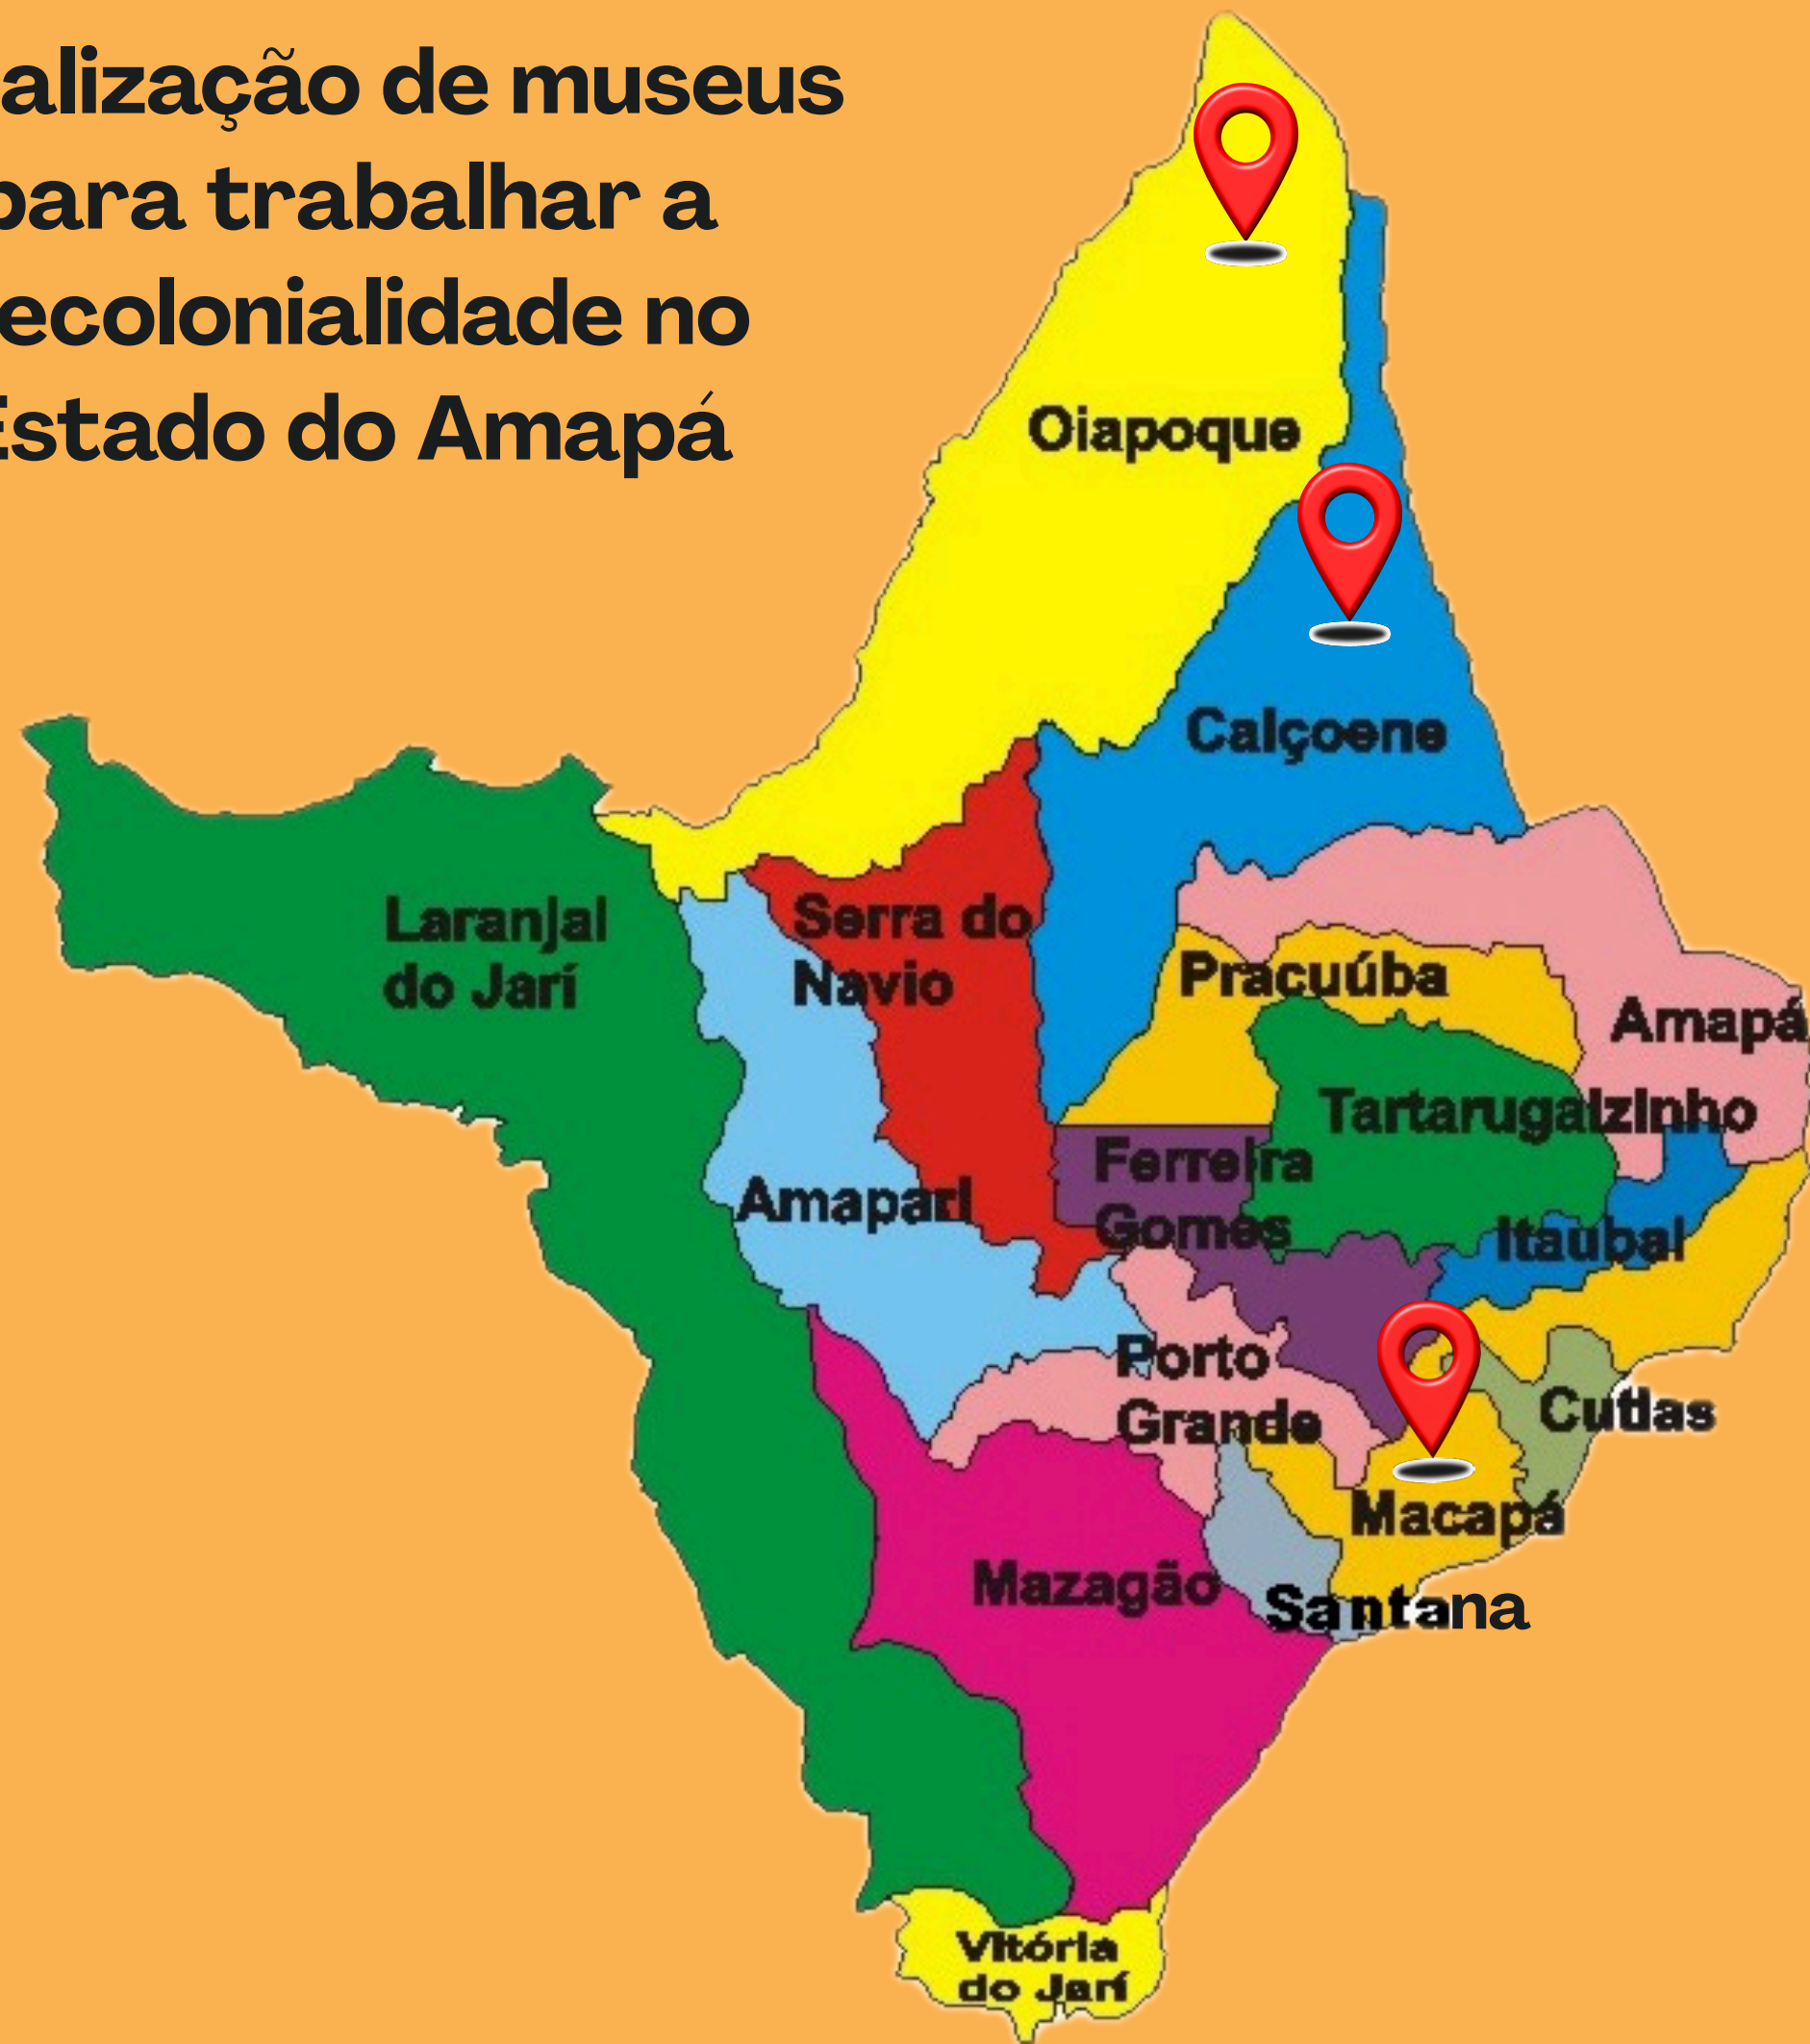 alização de museus
para trabalhar a
ecolonialidade no
Estado do Amapá
Oiapoque
Calçoene
Laranjal
do Jarí
Serra do
Navio
Pracuúba
Amapá
Tartarugalzinho
Ferreira
Gomes
Amapari
Itaubal
Porto
Grande
Cutias
Macapá
Mazagão
Santana
Vitória
do Jarí